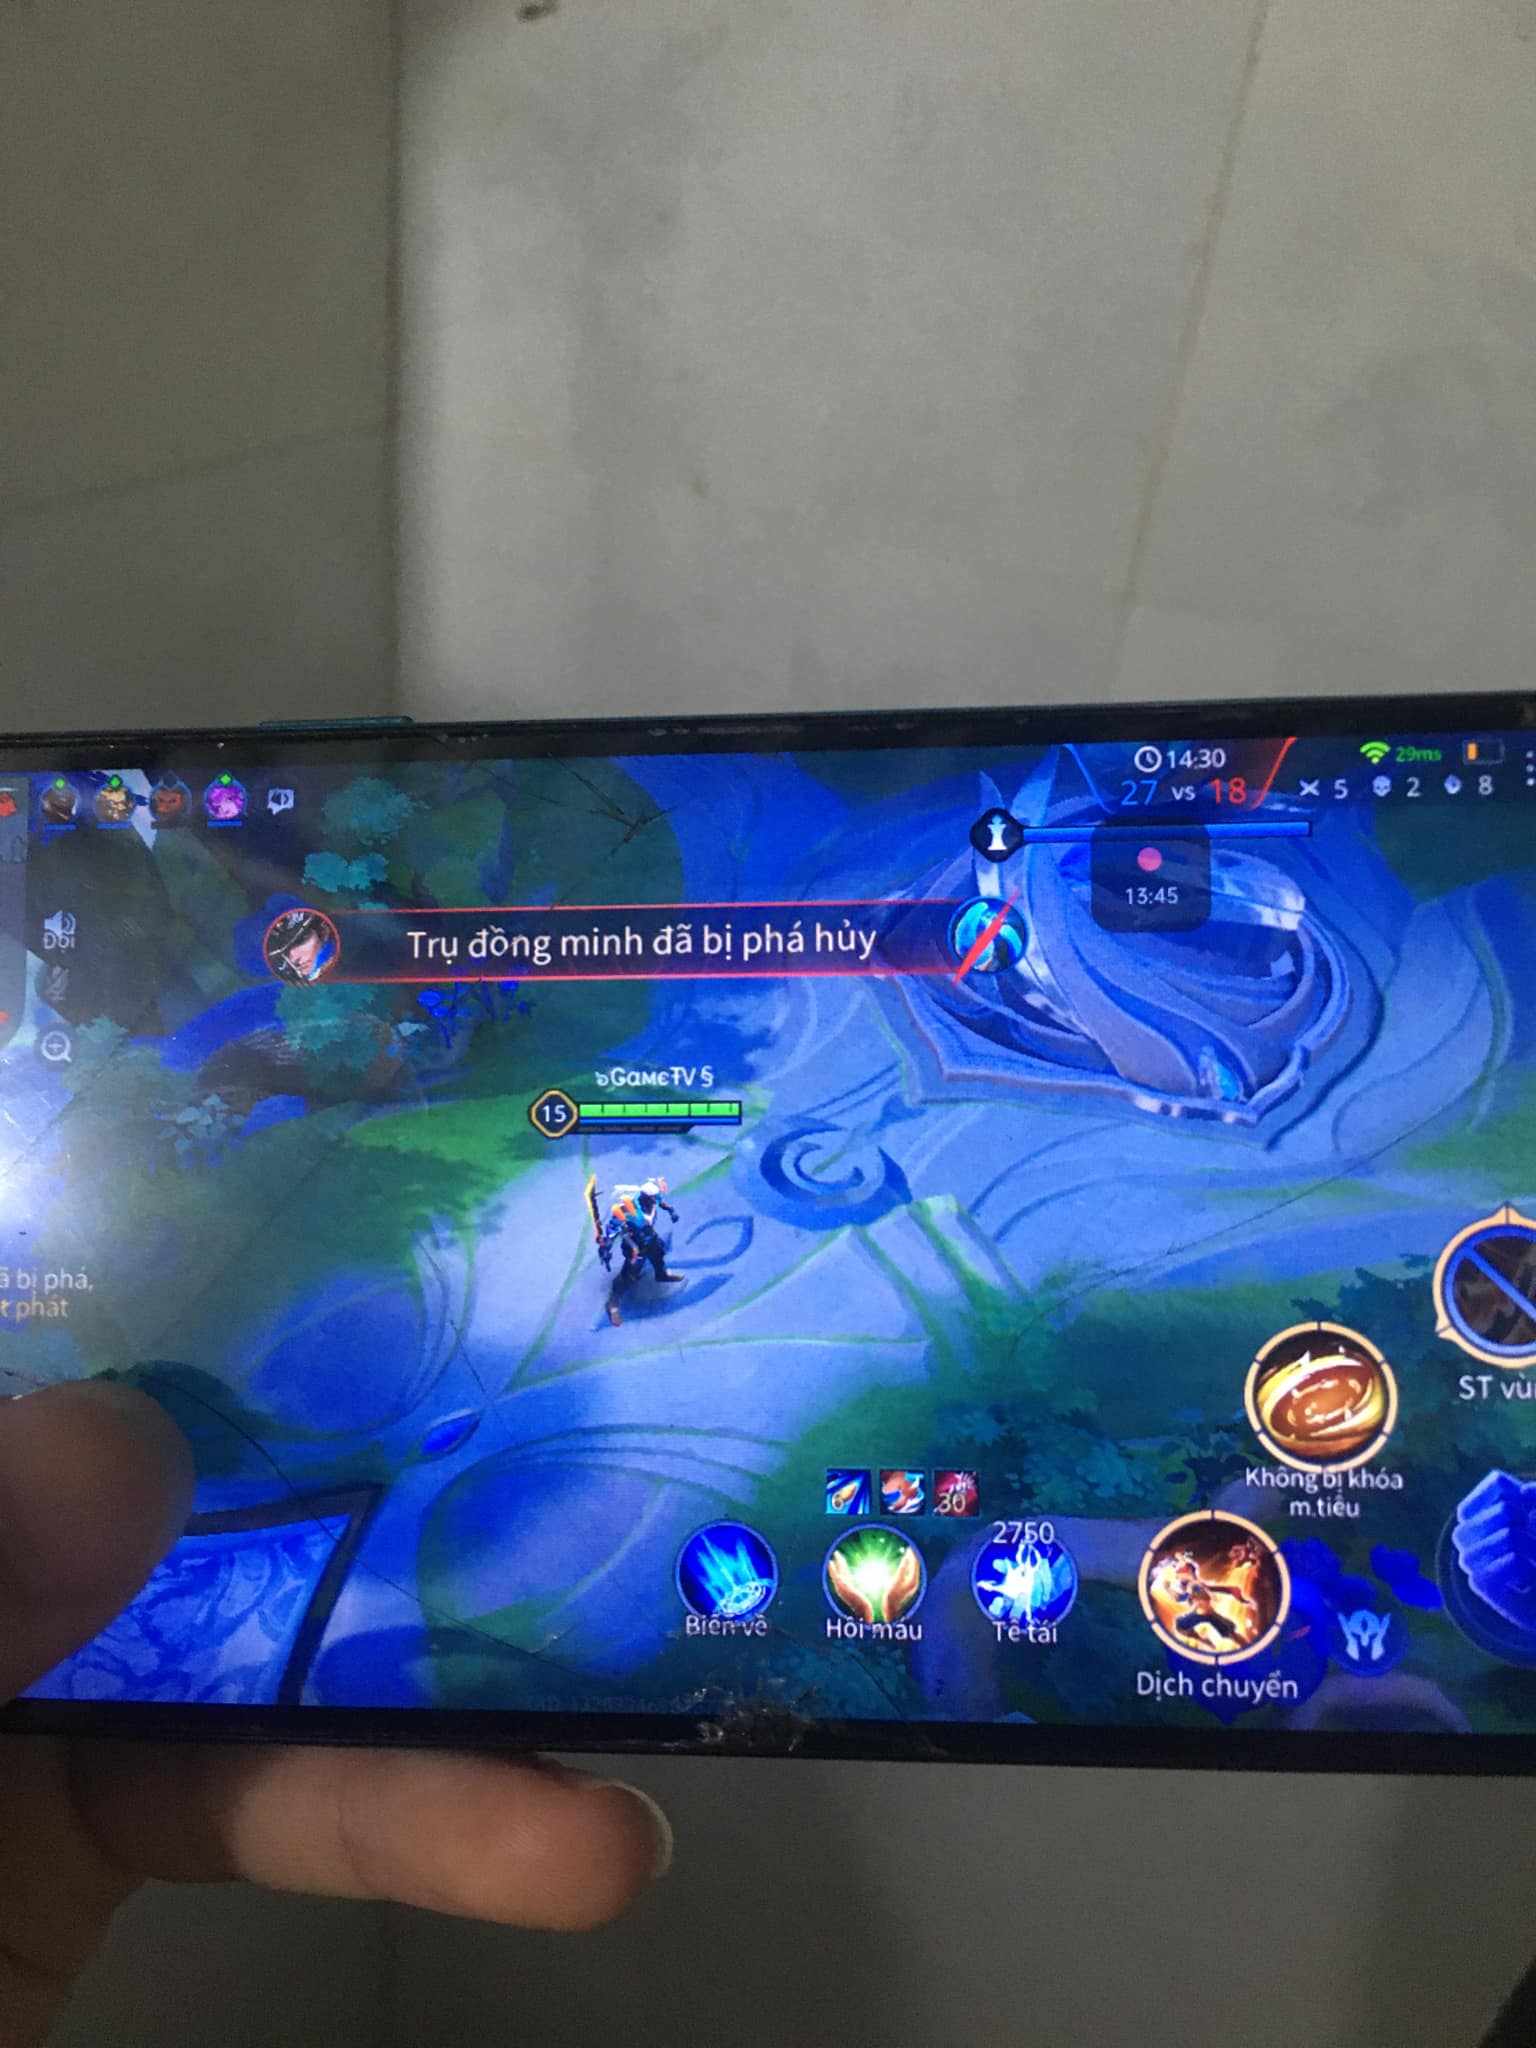 14:30
29ms
27 vs 18
5 2 8
13:45
Đội
Trụ đồng minh đã bị phá hủy
ꭃGαмєŦV §
15
bị phá,
t phát
ST
Không bị khóa
m.tiêu
6 30
2750
Biến về
Hồi máu
Tê tái
Dịch chuyển